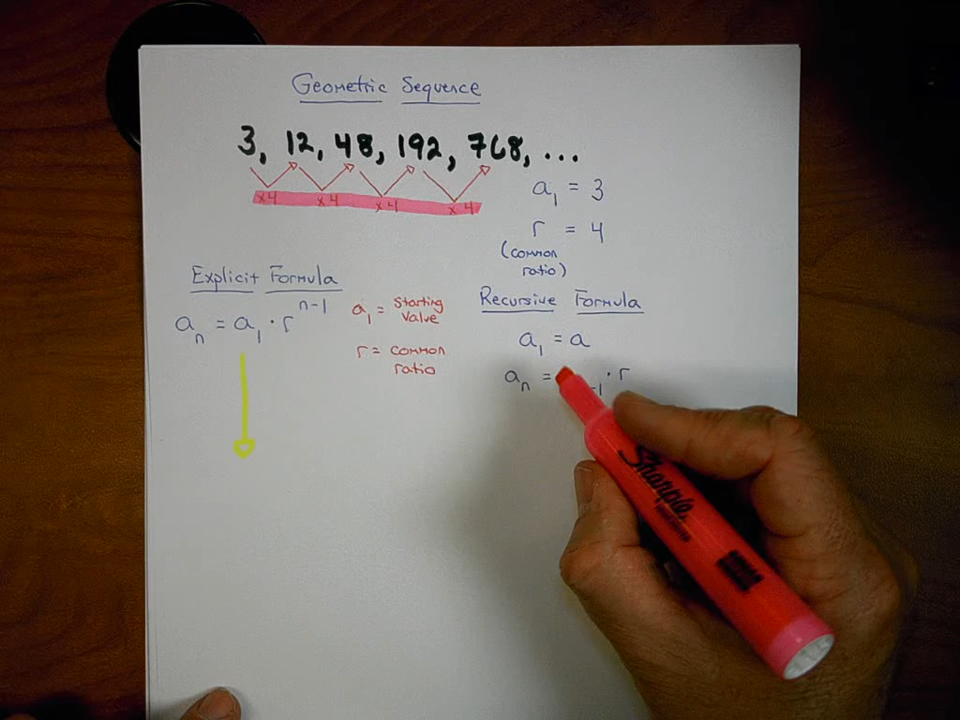 Geometric Sequence
3, 12, 48, 192, 768, ...
x4 x4 x4 x4
a₁ = 3
r = 4
(common
ratio)
Explicit Formula
aₙ = a₁ · r^(n-1)
a₁ = Starting
Value
r = common
ratio
Recursive Formula
a₁ = a
aₙ = -1 · r
Sharpie